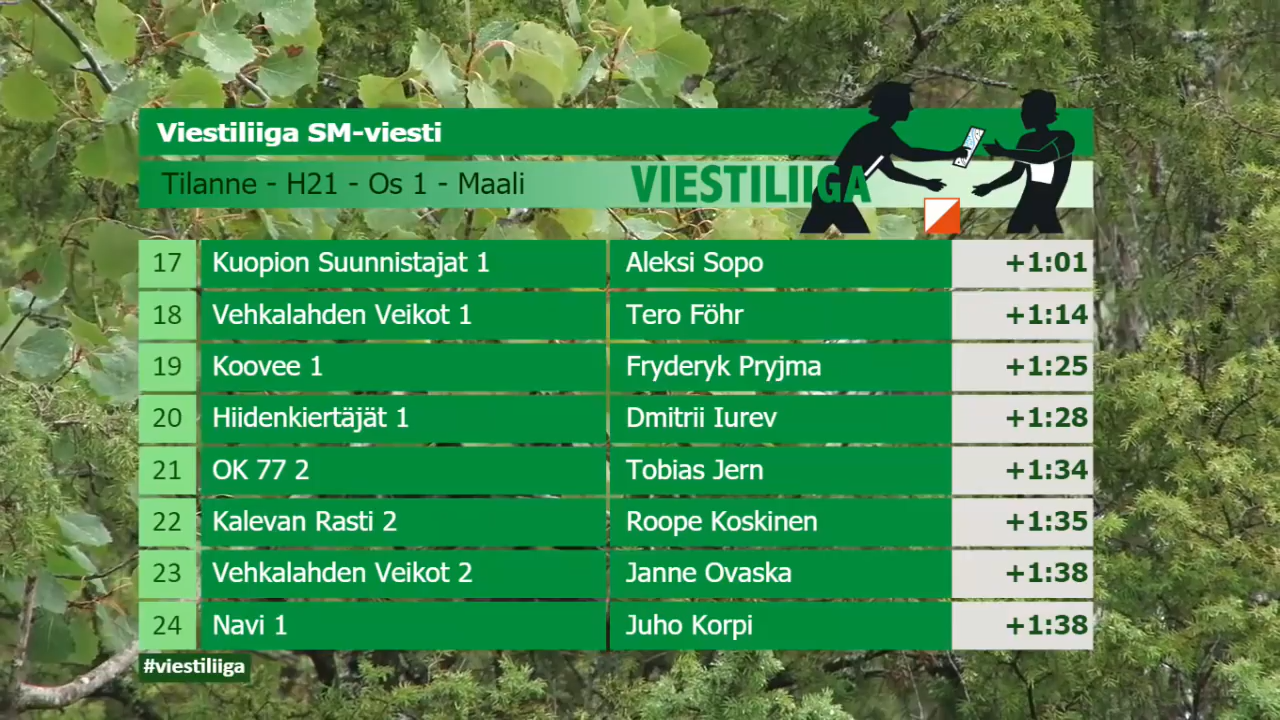 Viestiliiga SM-viesti
Tilanne - H21 - Os 1 - Maali
VIESTILIIGA
17 Kuopion Suunnistajat 1 Aleksi Sopo +1:01
18 Vehkalahden Veikot 1 Tero Föhr +1:14
19 Koovee 1 Fryderyk Pryjma +1:25
20 Hiidenkiertäjät 1 Dmitrii Iurev +1:28
21 OK 77 2 Tobias Jern +1:34
22 Kalevan Rasti 2 Roope Koskinen +1:35
23 Vehkalahden Veikot 2 Janne Ovaska +1:38
24 Navi 1 Juho Korpi +1:38
#viestiliiga